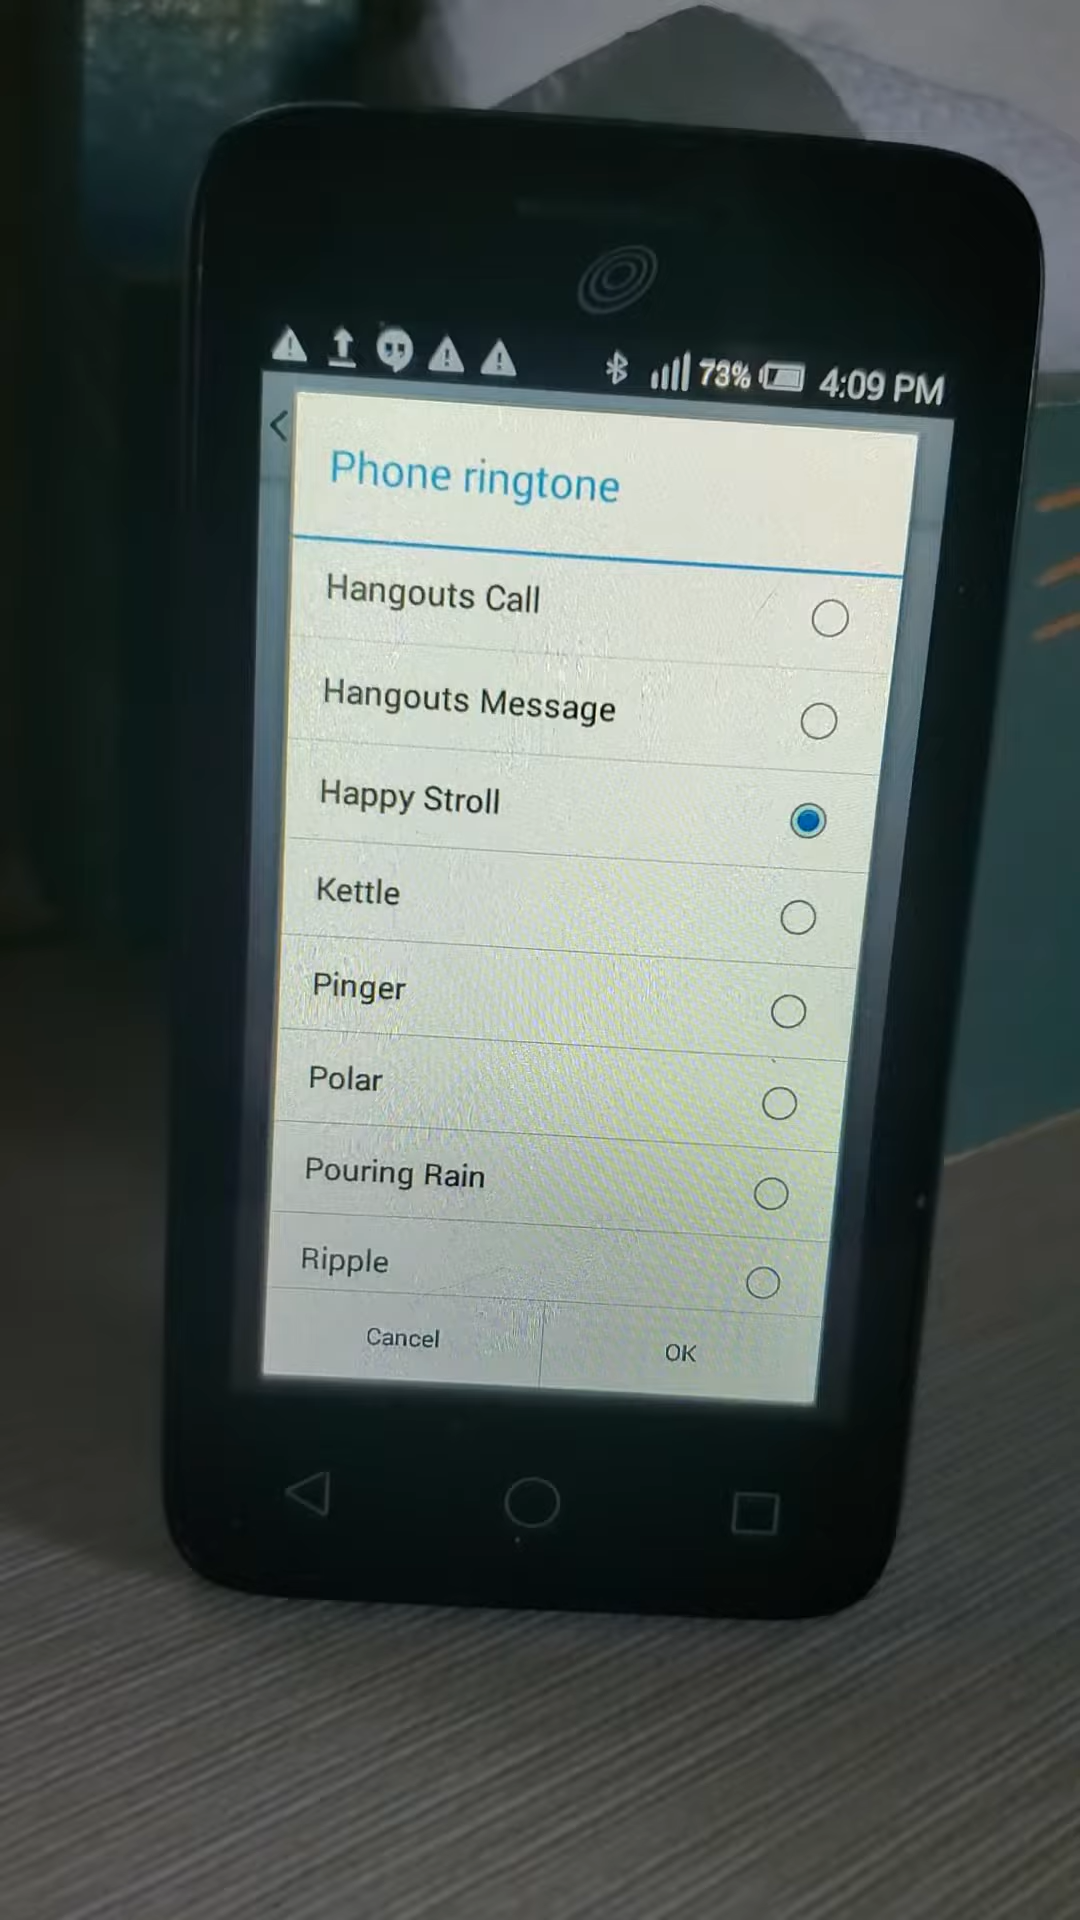 73% 4:09 PM
Phone ringtone
Hangouts Call
Hangouts Message
Happy Stroll
Kettle
Pinger
Polar
Pouring Rain
Ripple
Cancel OK